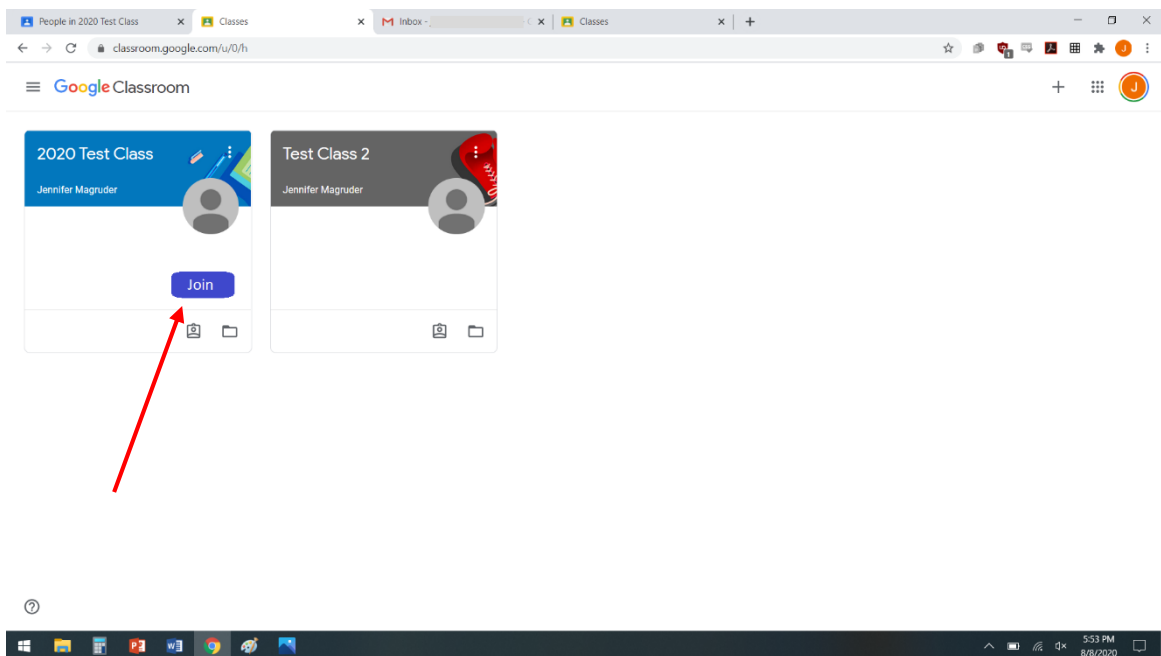 People in 2020 Test Class
Classes
Inbox -
Classes
classroom.google.com/u/0/h
1
J
Google Classroom
J
2020 Test Class
Jennifer Magruder
Test Class 2
Jennifer Magruder
Join
5:53 PM
8/8/2020